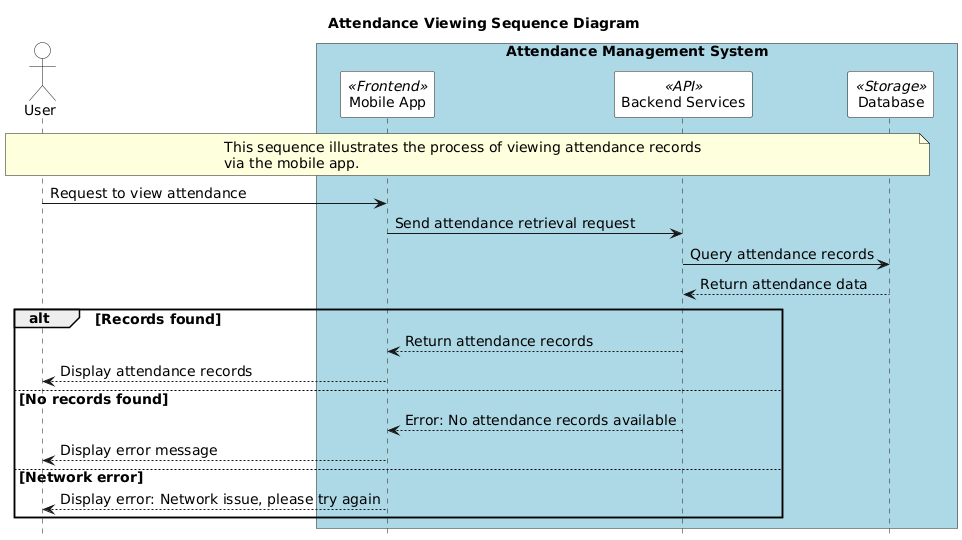 Attendance Viewing Sequence Diagram
Attendance Management System
User
«Frontend»
Mobile App
«API»
Backend Services
«Storage»
Database
This sequence illustrates the process of viewing attendance records
via the mobile app.
Request to view attendance
Send attendance retrieval request
Query attendance records
Return attendance data
alt [Records found]
Return attendance records
Display attendance records
[No records found]
Error: No attendance records available
Display error message
[Network error]
Display error: Network issue, please try again